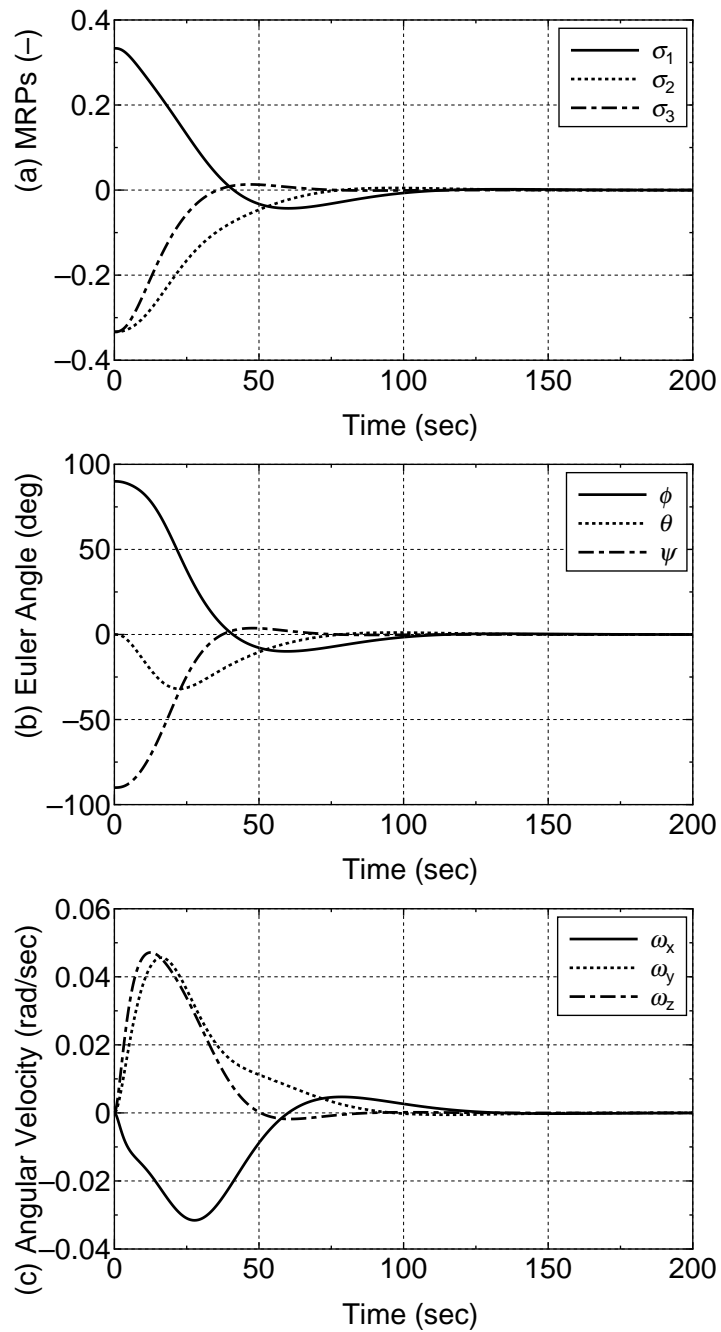 (a) MRPs (–)
0.4
0.2
0
–0.2
–0.4
σ1
σ2
σ3
0 50 100 150 200
Time (sec)
(b) Euler Angle (deg)
100
50
0
–50
–100
ϕ
θ
ψ
0 50 100 150 200
Time (sec)
(c) Angular Velocity (rad/sec)
0.06
0.04
0.02
0
–0.02
–0.04
ωx
ωy
ωz
0 50 100 150 200
Time (sec)